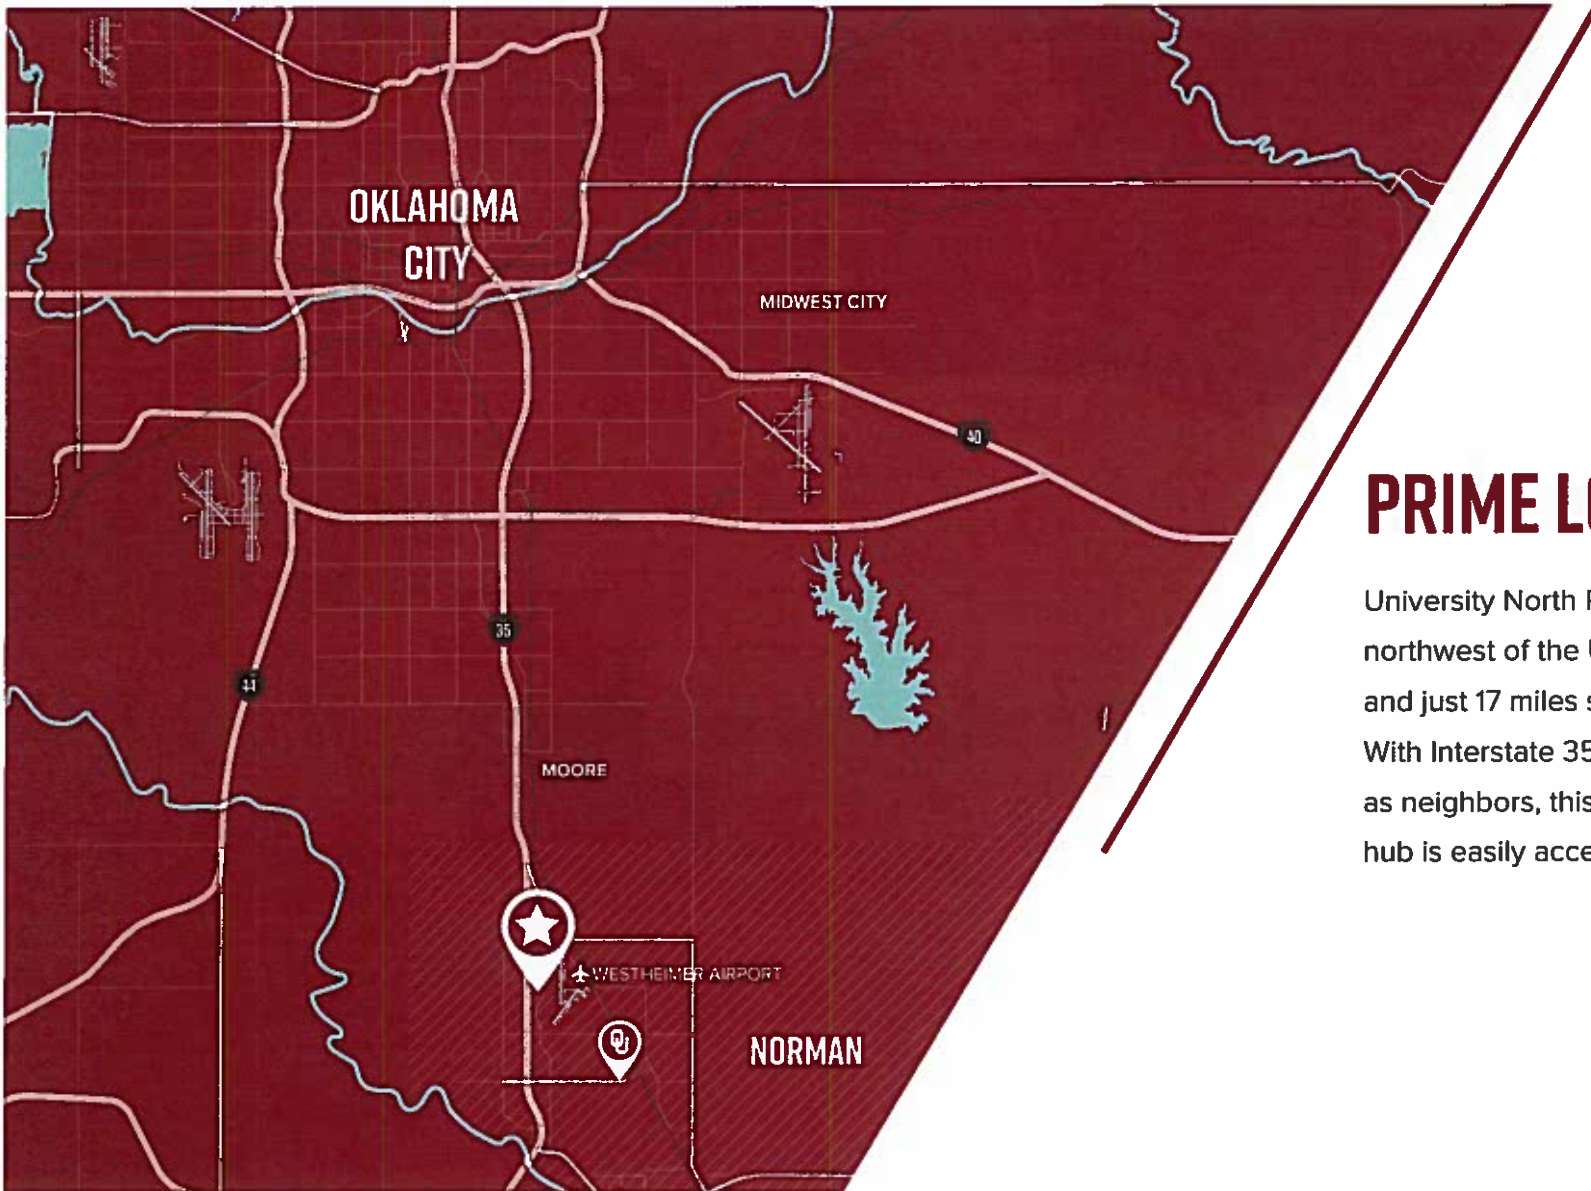 OKLAHOMA
CITY
MIDWEST CITY
40
35
44
MOORE
WESTHEIMER AIRPORT
OU
NORMAN
PRIME
University North
northwest of the
and just 17 miles
With Interstate 35
as neighbors, this
hub is easily